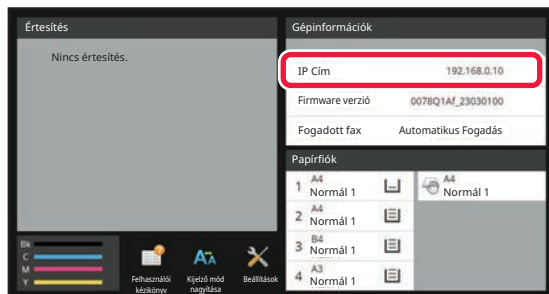 Értesítés
Nincs értesítés.
Gépinformációk
IP Cím 192.168.0.10
Firmware verzió 0078Q1Af_23030100
Fogadott fax Automatikus Fogadás
Papírfiók
1 A4
Normál 1
A4
Normál 1
2 A4
Normál 1
3 B4
Normál 1
4 A3
Normál 1
Bk
C
M
Y
Felhasználói
kézikönyv
Kijelző mód
nagyítása
Beállítások